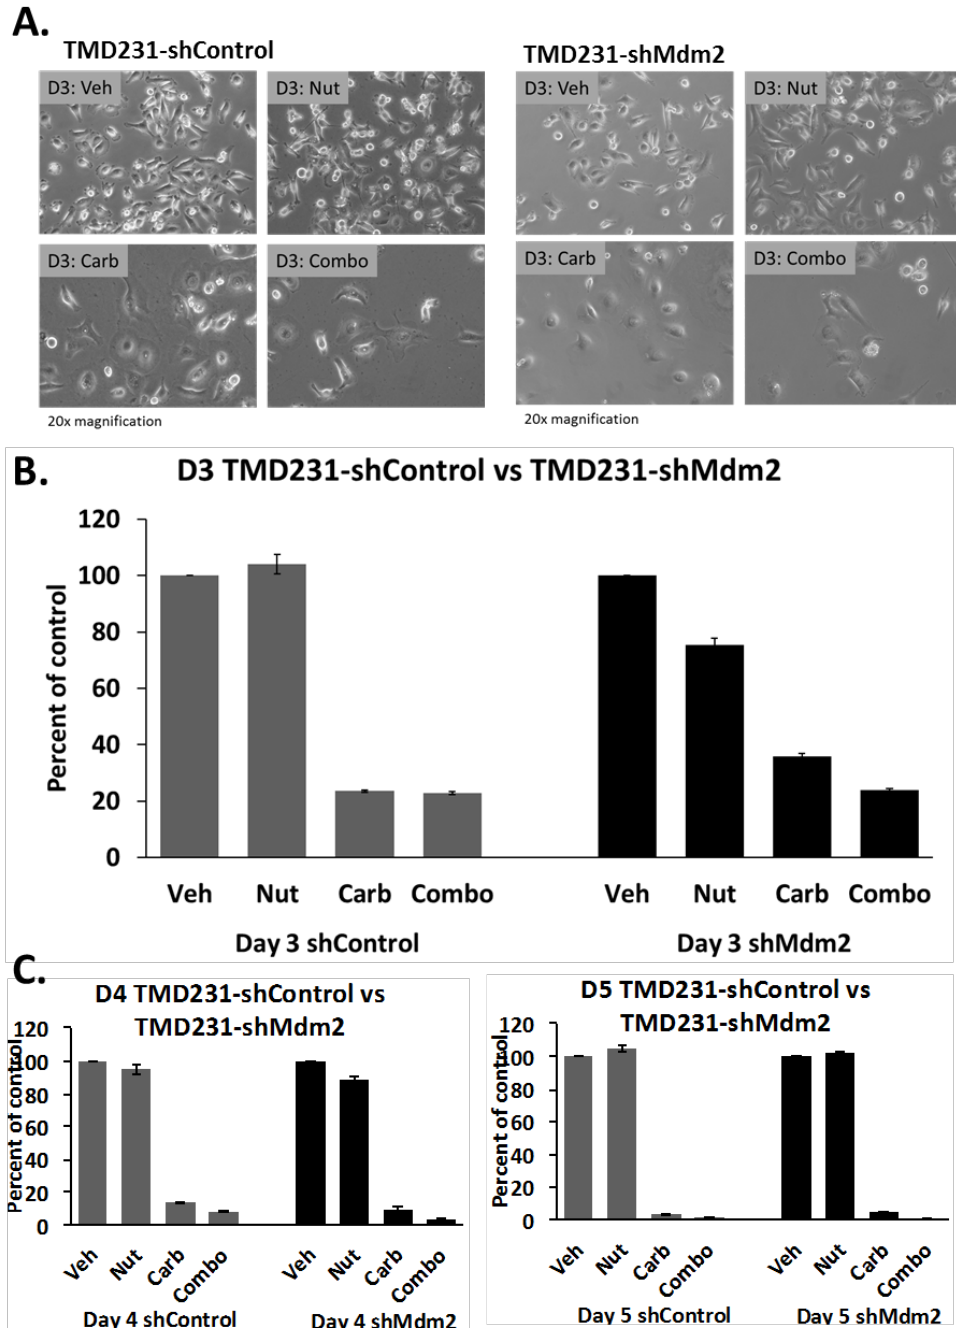 A.
TMD231-shControl
TMD231-shMdm2
D3: Veh
D3: Nut
D3: Veh
D3: Nut
D3: Carb
D3: Combo
D3: Carb
D3: Combo
20x magnification
20x magnification
B.
D3 TMD231-shControl vs TMD231-shMdm2
Percent of control
120
100
80
60
40
20
0
Veh Nut Carb Combo
Veh Nut Carb Combo
Day 3 shControl
Day 3 shMdm2
C.
D4 TMD231-shControl vs
TMD231-shMdm2
Percent of control
120
100
80
60
40
20
0
Veh Nut Carb Combo
Veh Nut Carb Combo
Day 4 shControl
Day 4 shMdm2
D5 TMD231-shControl vs
TMD231-shMdm2
Percent of control
120
100
80
60
40
20
0
Veh Nut Carb Combo
Veh Nut Carb Combo
Day 5 shControl
Day 5 shMdm2